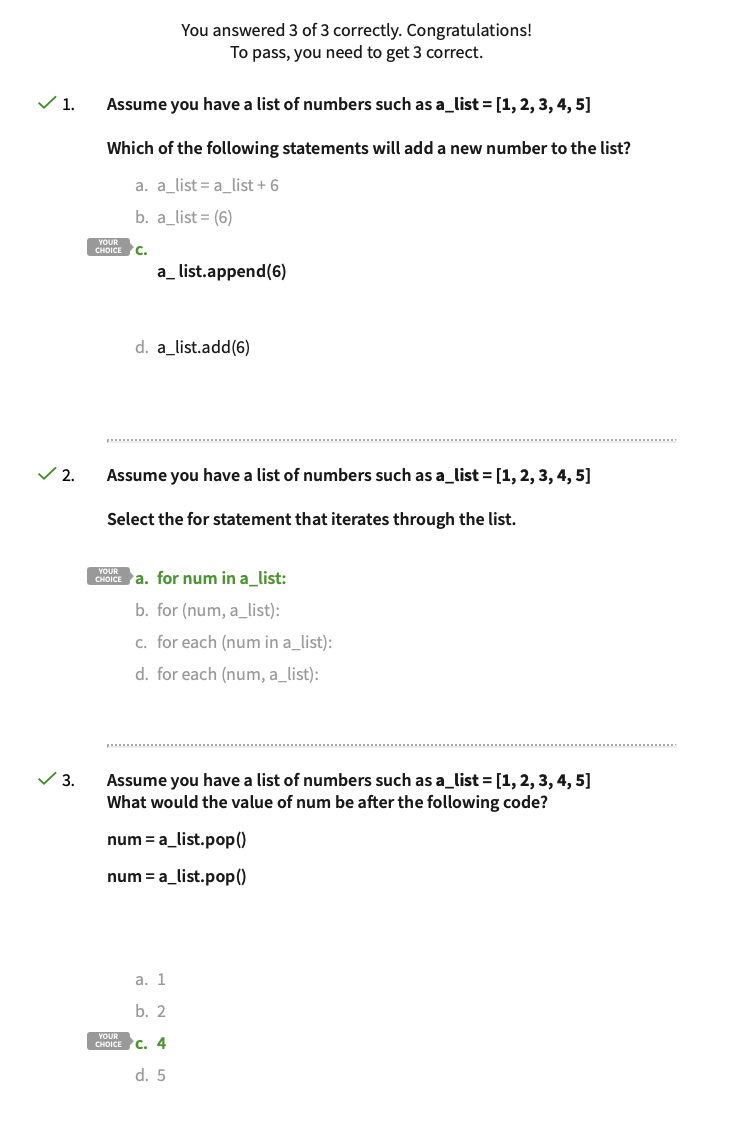 You answered 3 of 3 correctly. Congratulations!
To pass, you need to get 3 correct.
1. Assume you have a list of numbers such as a_list = [1, 2, 3, 4, 5]
Which of the following statements will add a new number to the list?
a. a_list = a_list + 6
b. a_list = (6)
YOUR CHOICE c.
a_ list.append(6)
d. a_list.add(6)
2. Assume you have a list of numbers such as a_list = [1, 2, 3, 4, 5]
Select the for statement that iterates through the list.
YOUR CHOICE a. for num in a_list:
b. for (num, a_list):
c. for each (num in a_list):
d. for each (num, a_list):
3. Assume you have a list of numbers such as a_list = [1, 2, 3, 4, 5]
What would the value of num be after the following code?
num = a_list.pop()
num = a_list.pop()
a. 1
b. 2
YOUR CHOICE c. 4
d. 5